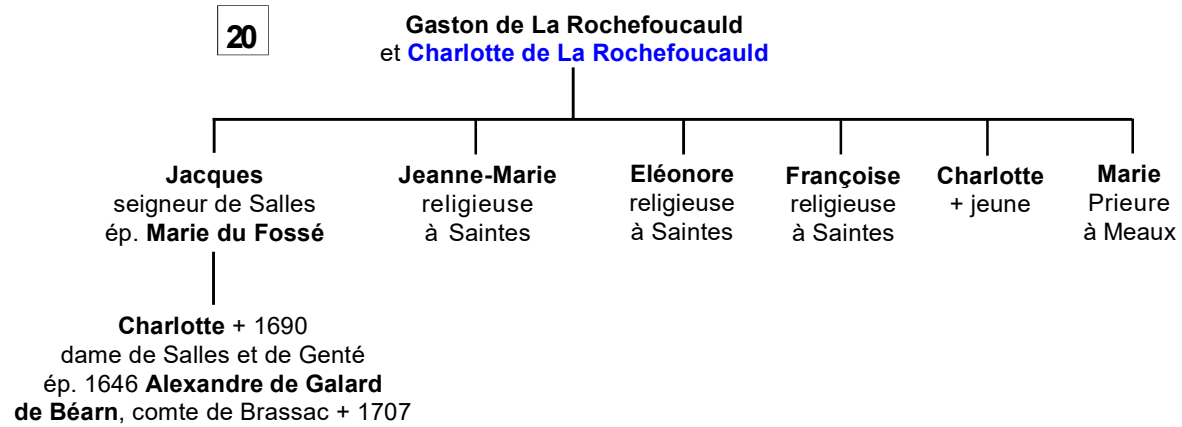 20
Gaston de La Rochefoucauld
et Charlotte de La Rochefoucauld
Jacques
seigneur de Salles
ép. Marie du Fossé
Jeanne-Marie
religieuse
à Saintes
Eléonore
religieuse
à Saintes
Françoise
religieuse
à Saintes
Charlotte
+ jeune
Marie
Prieure
à Meaux
Charlotte + 1690
dame de Salles et de Genté
ép. 1646 Alexandre de Galard
de Béarn, comte de Brassac + 1707